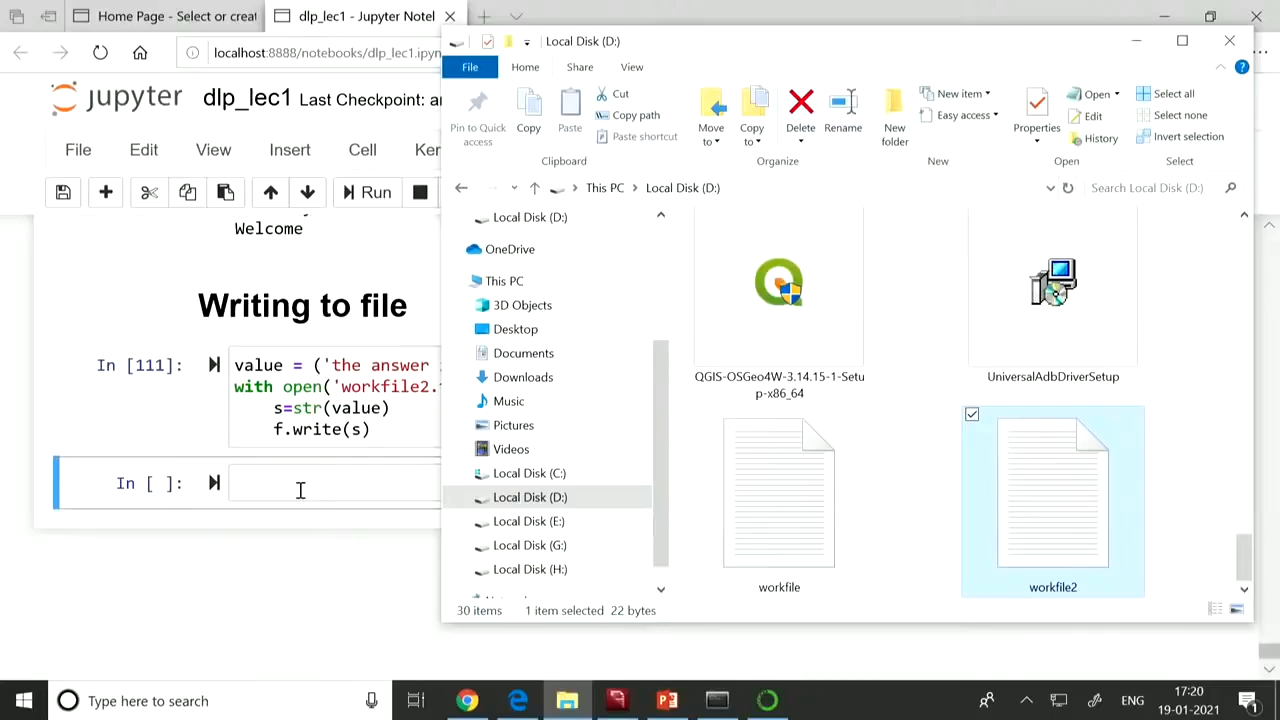 Home Page - Select or creat
dlp_lec1 - Jupyter Notel
localhost:8888/notebooks/dlp_lec1.ipyn
jupyter dlp_lec1 Last Checkpoint: an
File Edit View Insert Cell Ker
Run
Welcome
Writing to file
In [111]: value = ('the answer
with open('workfile2.
s=str(value)
f.write(s)
In [ ]:
Local Disk (D:)
File Home Share View
Pin to Quick access
Copy
Paste
Cut
Copy path
Paste shortcut
Clipboard
Move to
Copy to
Delete
Rename
Organize
New folder
New item
Easy access
New
Properties
Open
Edit
History
Open
Select all
Select none
Invert selection
Select
This PC
Local Disk (D:)
Search Local Disk (D:)
Local Disk (D:)
OneDrive
This PC
3D Objects
Desktop
Documents
Downloads
Music
Pictures
Videos
Local Disk (C:)
Local Disk (D:)
Local Disk (E:)
Local Disk (G:)
Local Disk (H:)
QGIS-OSGeo4W-3.14.15-1-Setu
p-x86_64
UniversalAdbDriverSetup
workfile
workfile2
30 items 1 item selected 22 bytes
Type here to search
ENG
17:20
19-01-2021
1